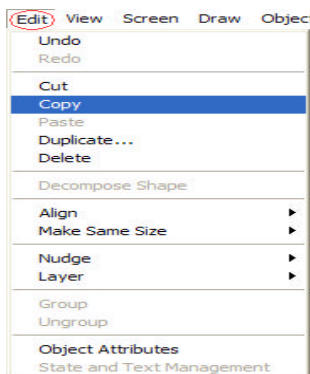 Edit View Screen Draw Objec
Undo
Redo
Cut
Copy
Paste
Duplicate...
Delete
Decompose Shape
Align
Make Same Size
Nudge
Layer
Group
Ungroup
Object Attributes
State and Text Management